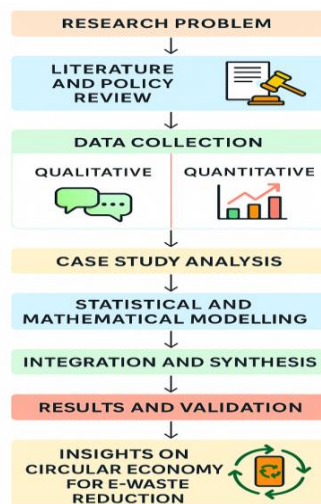 RESEARCH PROBLEM
LITERATURE
AND POLICY
REVIEW
DATA COLLECTION
QUALITATIVE
QUANTITATIVE
CASE STUDY ANALYSIS
STATISTICAL AND
MATHEMATICAL MODELLING
INTEGRATION AND SYNTHESIS
RESULTS AND VALIDATION
INSIGHTS ON
CIRCULAR ECONOMY
FOR E-WASTE
REDUCTION